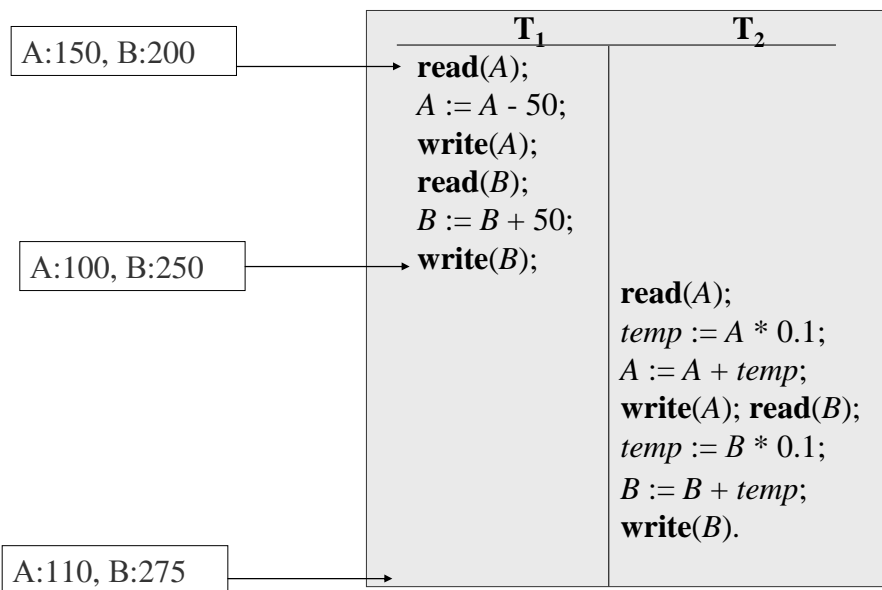 T₁ T₂
A:150, B:200
read(A);
A := A - 50;
write(A);
read(B);
B := B + 50;
A:100, B:250
write(B);
read(A);
temp := A * 0.1;
A := A + temp;
write(A); read(B);
temp := B * 0.1;
B := B + temp;
write(B).
A:110, B:275